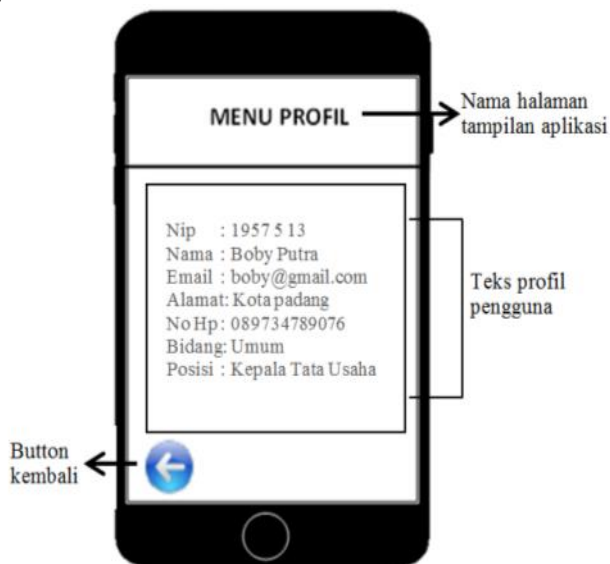 MENU PROFIL
Nama halaman
tampilan aplikasi
Nip : 1957 5 13
Nama : Boby Putra
Email : boby@gmail.com
Alamat: Kota padang
No Hp : 089734789076
Bidang: Umum
Posisi : Kepala Tata Usaha
Teks profil
pengguna
Button
kembali